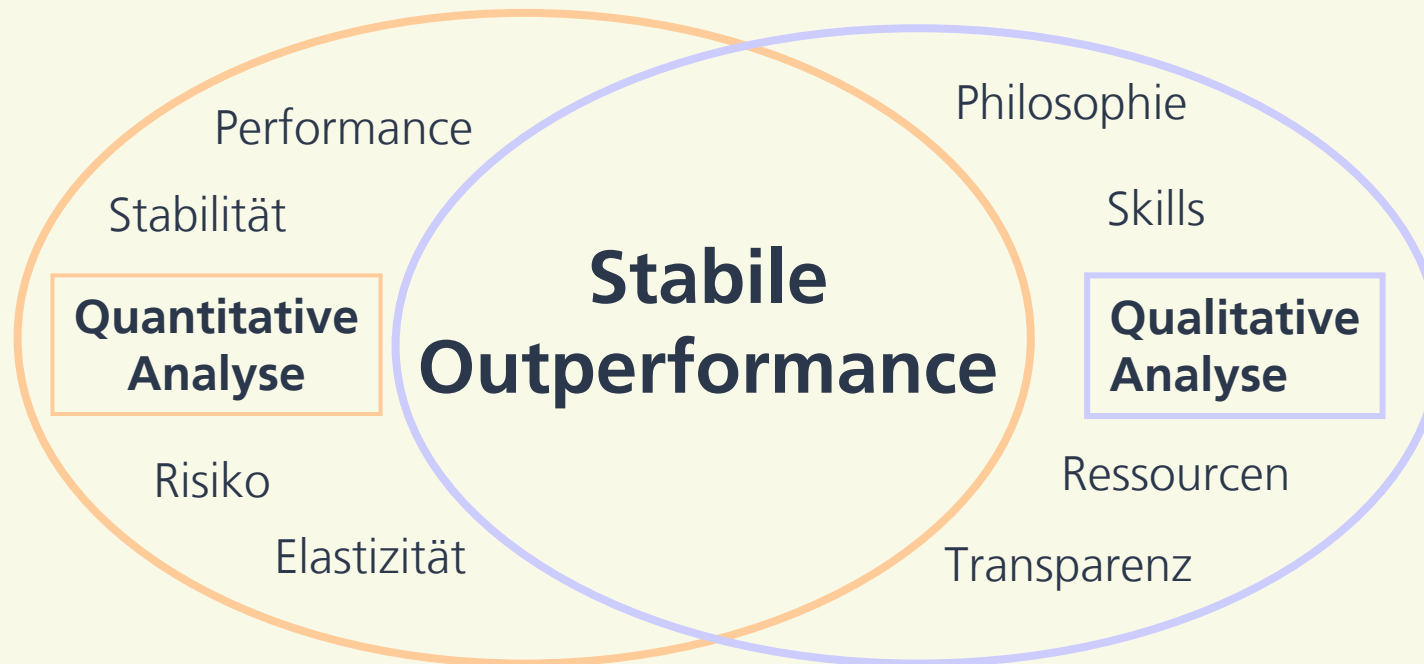 Performance
Stabilität
Quantitative
Analyse
Risiko
Elastizität
Stabile
Outperformance
Philosophie
Skills
Qualitative
Analyse
Ressourcen
Transparenz